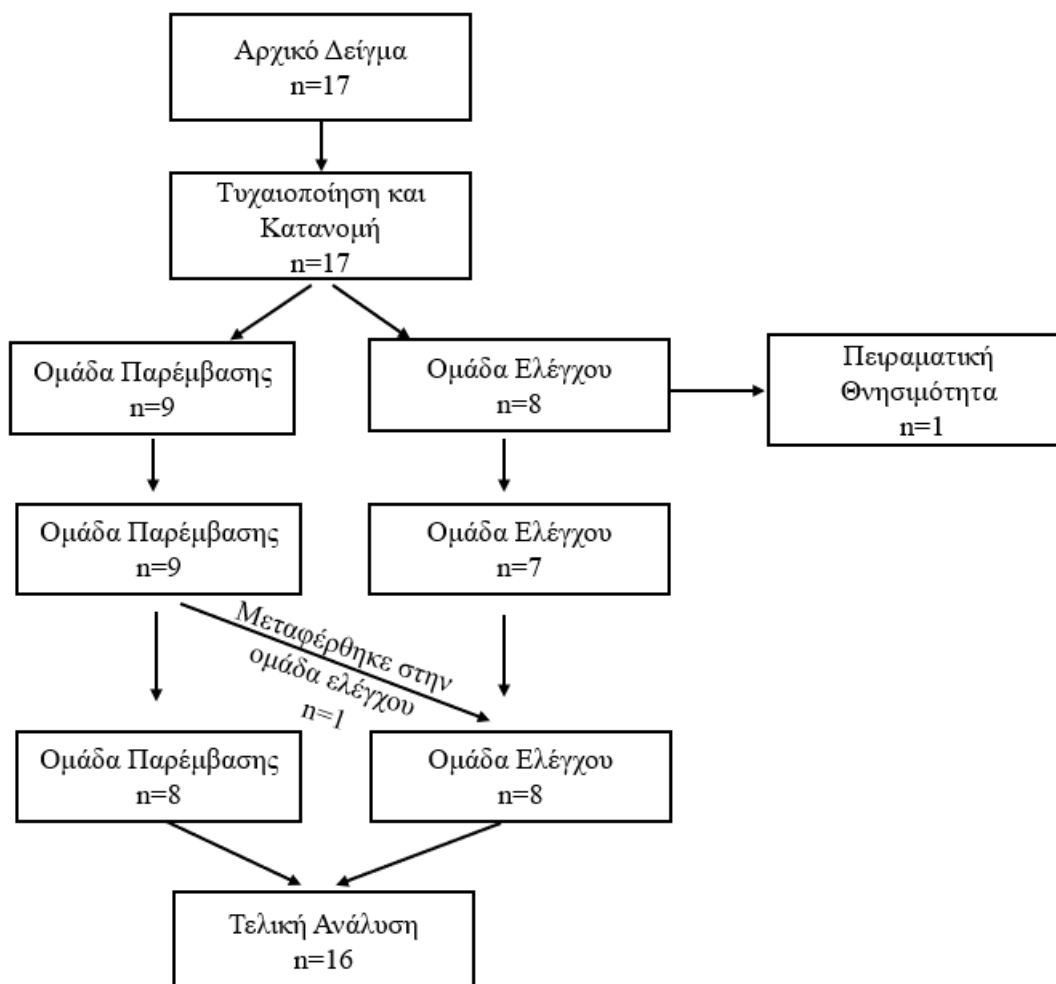 Αρχικό Δείγμα
n=17
Τυχαιοποίηση και
Κατανομή
n=17
Ομάδα Παρέμβασης
n=9
Ομάδα Ελέγχου
n=8
Πειραματική
Θνησιμότητα
n=1
Ομάδα Παρέμβασης
n=9
Ομάδα Ελέγχου
n=7
Μεταφέρθηκε στην
ομάδα ελέγχου
n=1
Ομάδα Παρέμβασης
n=8
Ομάδα Ελέγχου
n=8
Τελική Ανάλυση
n=16